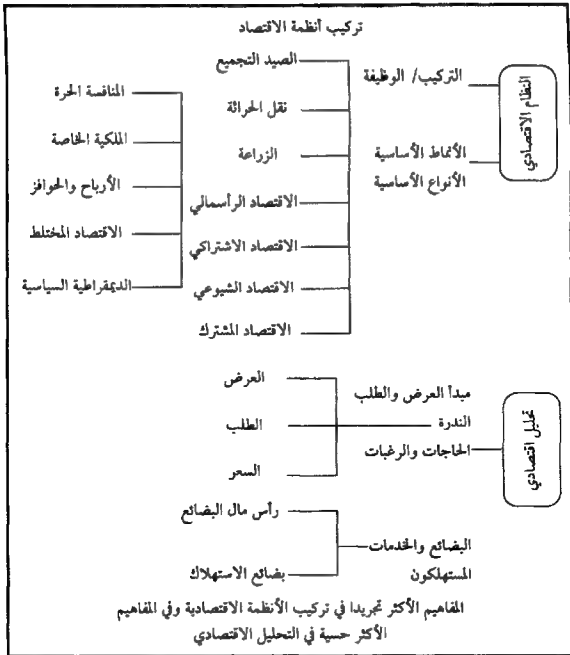 تركيب أنظمة الاقتصاد
النظام الاقتصادي
التركيب/ الوظيفة
الأنماط الأساسية
الأنواع الأساسية
الصيد التجميع
نقل الحراثة
الزراعة
الاقتصاد الرأسمالي
الاقتصاد الاشتراكي
الاقتصاد الشيوعي
الاقتصاد المشترك
المنافسة الحرة
الملكية الخاصة
الأرباح والحوافز
الاقتصاد المختلط
الديمقراطية السياسية
تحليل اقتصادي
مبدأ العرض والطلب
الندرة
الحاجات والرغبات
العرض
الطلب
السعر
البضائع والخدمات
المستهلكون
رأس مال البضائع
بضائع الاستهلاك
المفاهيم الأكثر تجريدا في تركيب الأنظمة الاقتصادية وفي المفاهيم
الأكثر حسية في التحليل الاقتصادي